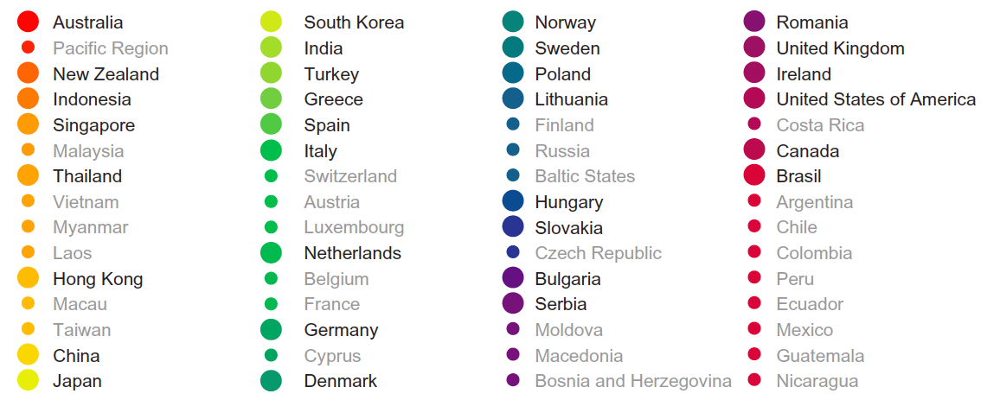 Australia
Pacific Region
New Zealand
Indonesia
Singapore
Malaysia
Thailand
Vietnam
Myanmar
Laos
Hong Kong
Macau
Taiwan
China
Japan
South Korea
India
Turkey
Greece
Spain
Italy
Switzerland
Austria
Luxembourg
Netherlands
Belgium
France
Germany
Cyprus
Denmark
Norway
Sweden
Poland
Lithuania
Finland
Russia
Baltic States
Hungary
Slovakia
Czech Republic
Bulgaria
Serbia
Moldova
Macedonia
Bosnia and Herzegovina
Romania
United Kingdom
Ireland
United States of America
Costa Rica
Canada
Brasil
Argentina
Chile
Colombia
Peru
Ecuador
Mexico
Guatemala
Nicaragua